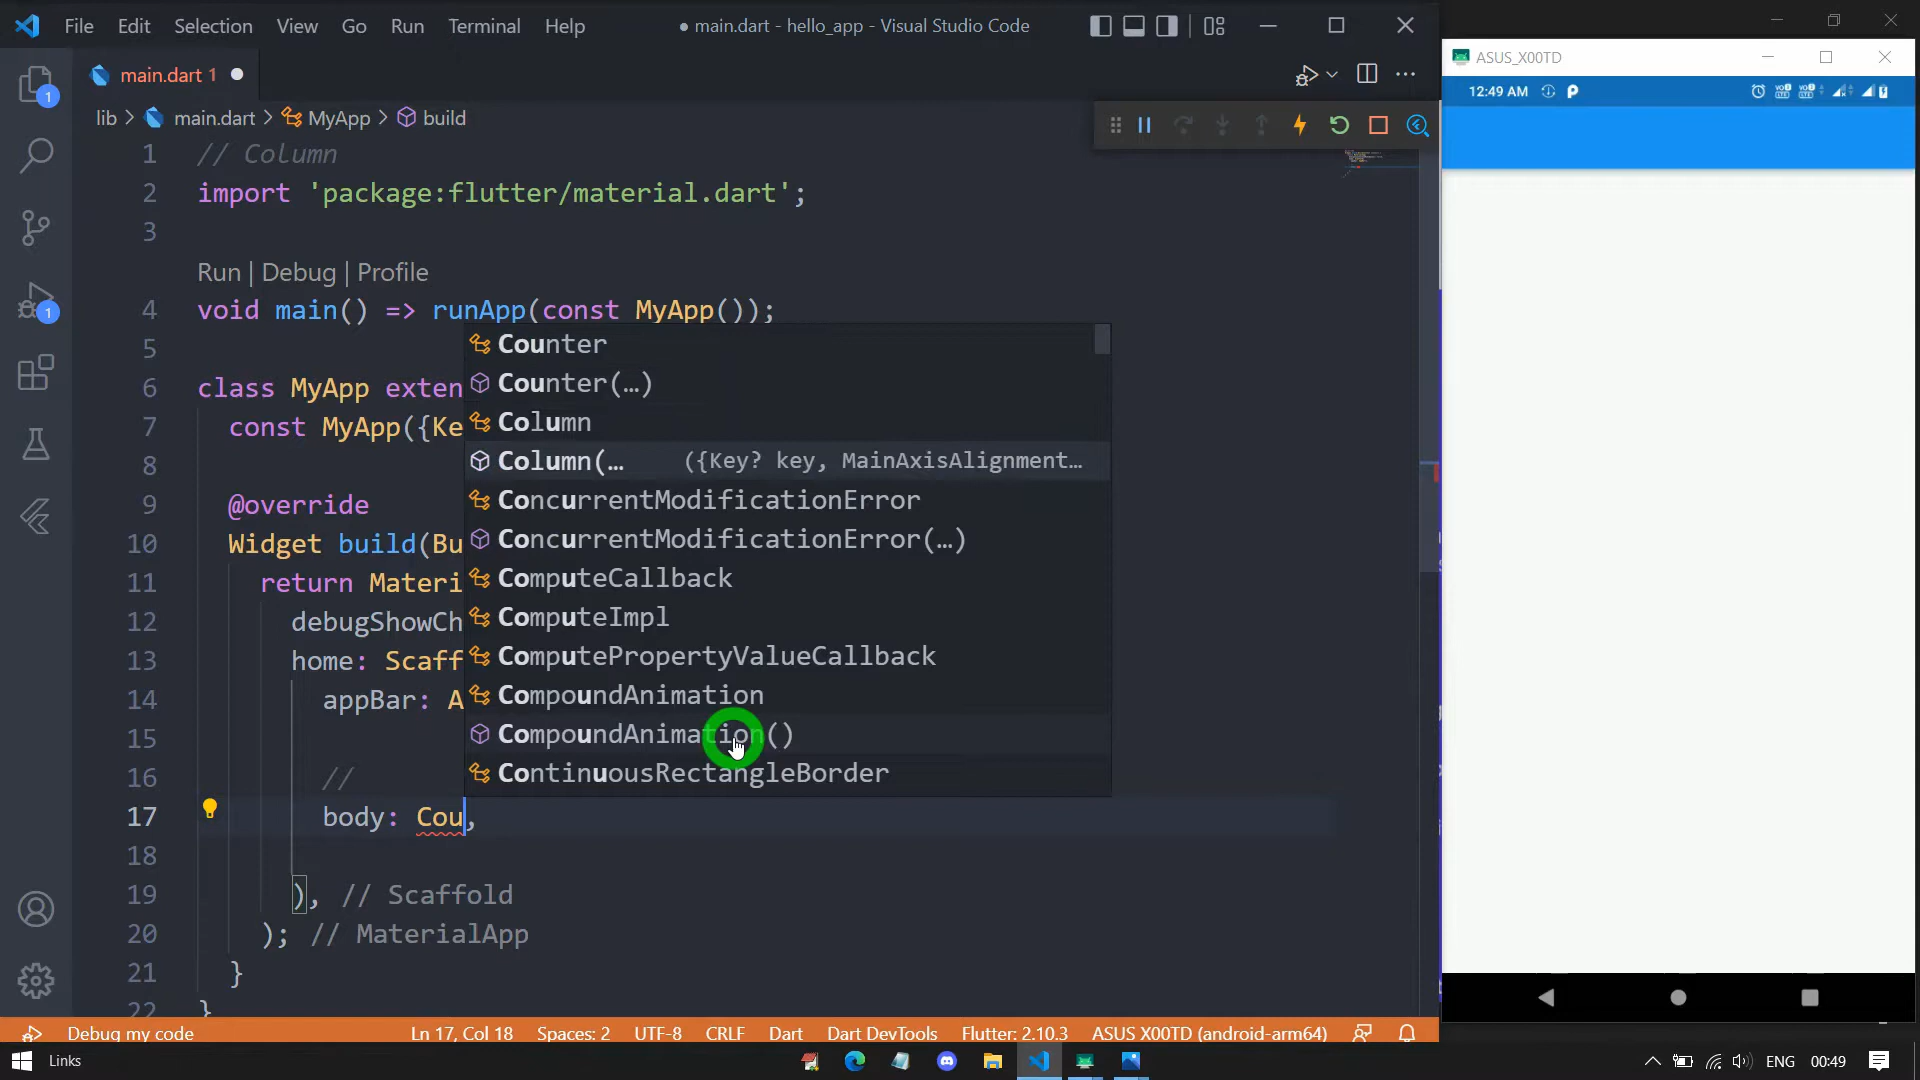 File Edit Selection View Go Run Terminal Help
● main.dart - hello_app - Visual Studio Code
main.dart 1 ●
lib > main.dart > MyApp > build
1 // Column
2 import 'package:flutter/material.dart';
3
Run | Debug | Profile
4 void main() => runApp(const MyApp());
5
6 class MyApp exten
7 const MyApp({Ke
8
9 @override
10 Widget build(Bu
11 return Materi
12 debugShowCh
13 home: Scaff
14 appBar: A
15
16 //
17 body: Cou,
18
19 ), // Scaffold
20 ); // MaterialApp
21 }
22 }
Counter
Counter(…)
Column
Column(… ({Key? key, MainAxisAlignment…
ConcurrentModificationError
ConcurrentModificationError(…)
ComputeCallback
ComputeImpl
ComputePropertyValueCallback
CompoundAnimation
CompoundAnimation()
ContinuousRectangleBorder
1
1
Debug my code
Ln 17, Col 18 Spaces: 2 UTF-8 CRLF Dart Dart DevTools Flutter: 2.10.3 ASUS X00TD (android-arm64)
ASUS_X00TD
12:49 AM
Links
ENG 00:49